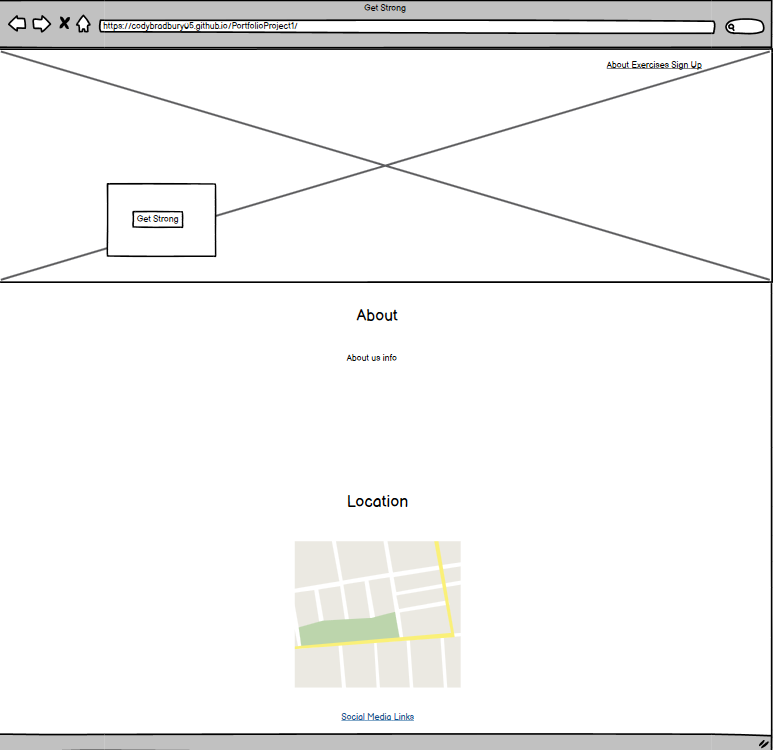 Get Strong
https://codybradbury05.github.io/PortfolioProject1/
About Exercises Sign Up
Get Strong
About
About us info
Location
Social Media Links